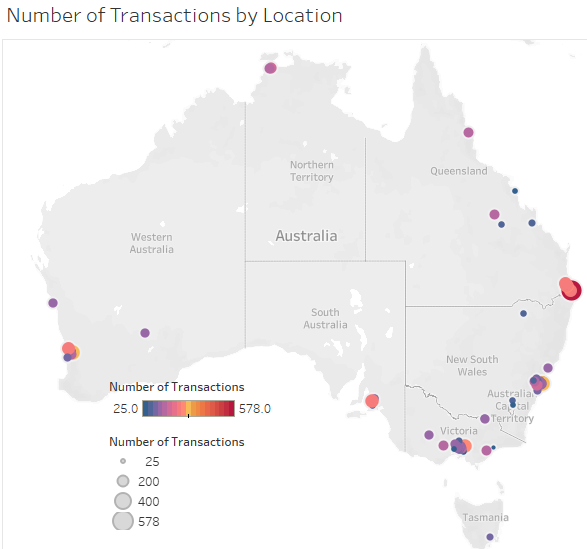 Number of Transactions by Location
Northern
Territory
Queensland
Western
Australia
Australia
South
Australia
New South
Wales
Number of Transactions
25.0
578.0
Australian
Capital
Territory
Victoria
Number of Transactions
25
200
400
578
Tasmania